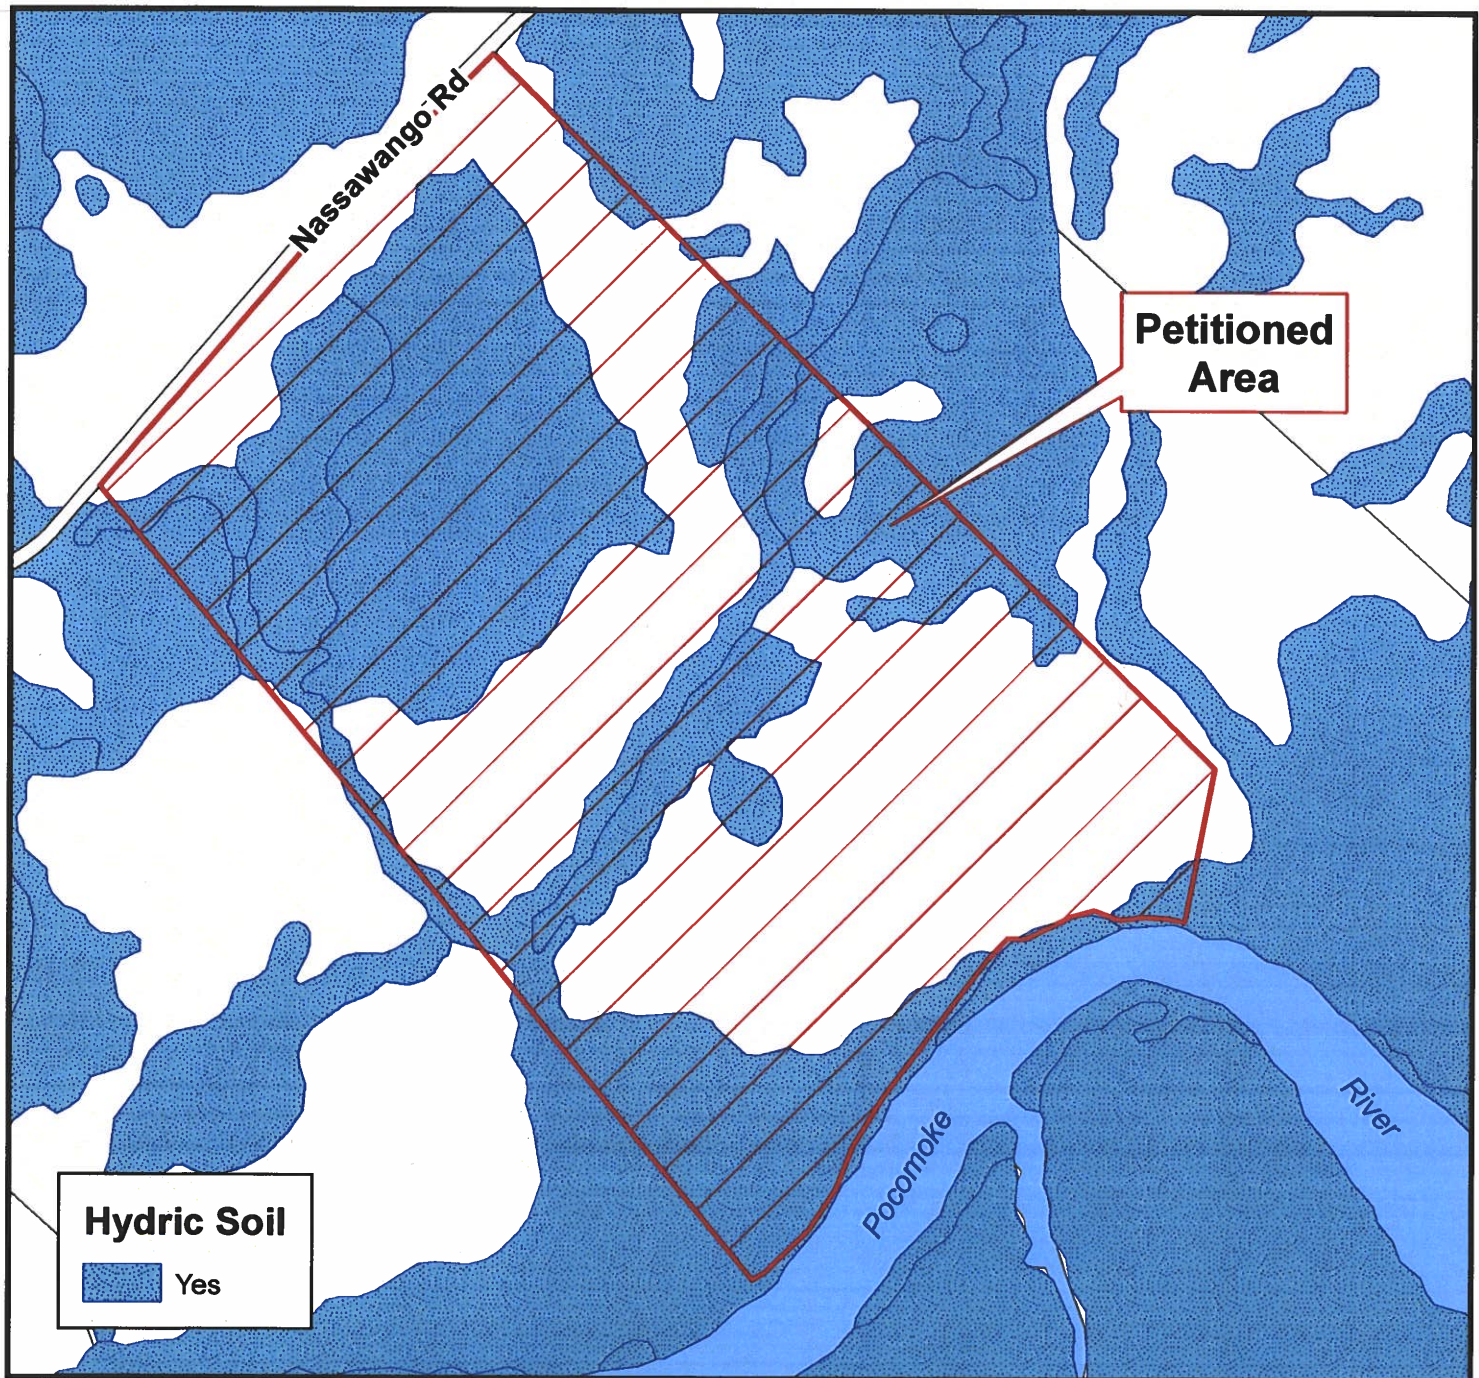 Nassawango Rd
Petitioned
Area
Pocomoke
River
Hydric Soil
Yes